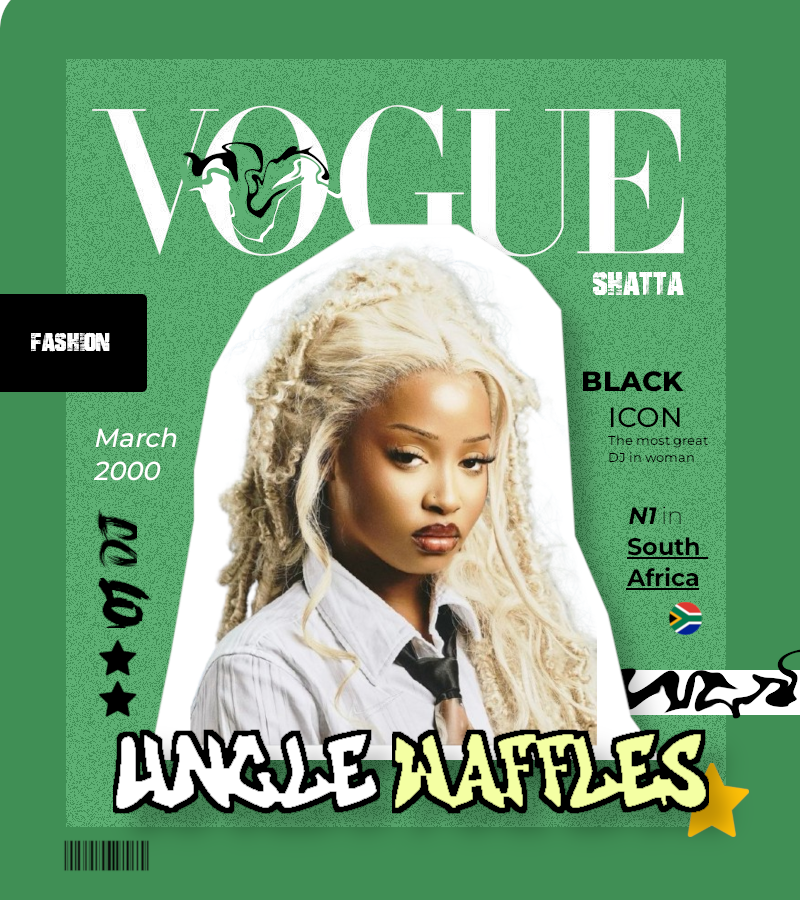 VOGUE
SHATTA
FASHION
BLACK
ICON
The most great
DJ in woman
March
2000
N1 in
South
Africa
UNCLE WAFFLES